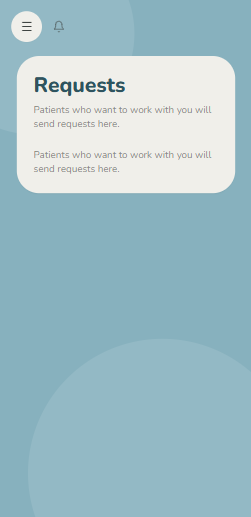 Requests
Patients who want to work with you will
send requests here.
Patients who want to work with you will
send requests here.